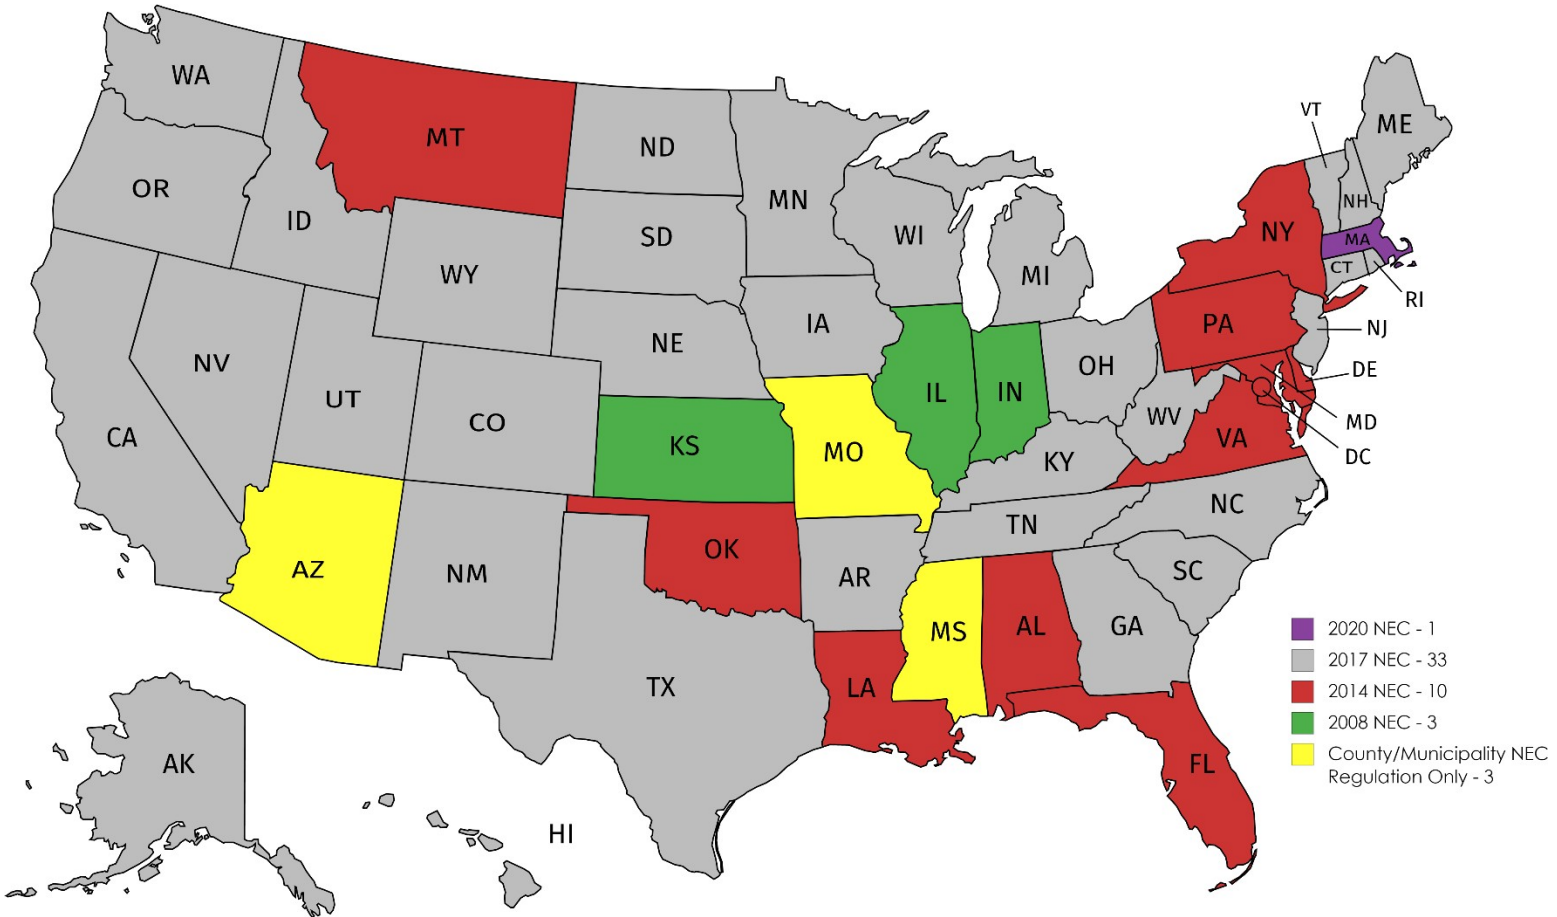 WA
MT
ND
MN
OR
ID
SD
WI
MI
WY
NE
IA
NV
UT
CO
CA
KS
MO
IL
IN
OH
KY
WV
VA
PA
NY
VT
NH
ME
MA
CT
RI
NJ
DE
MD
DC
AZ
NM
OK
AR
TN
NC
SC
MS
AL
GA
TX
LA
FL
AK
HI
2020 NEC - 1
2017 NEC - 33
2014 NEC - 10
2008 NEC - 3
County/Municipality NEC
Regulation Only - 3